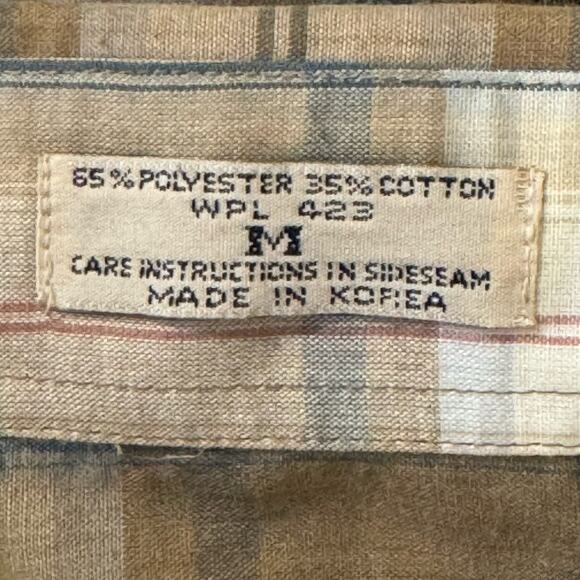 65% POLYESTER 35% COTTON
WPL 423
M
CARE INSTRUCTIONS IN SIDESEAM
MADE IN KOREA